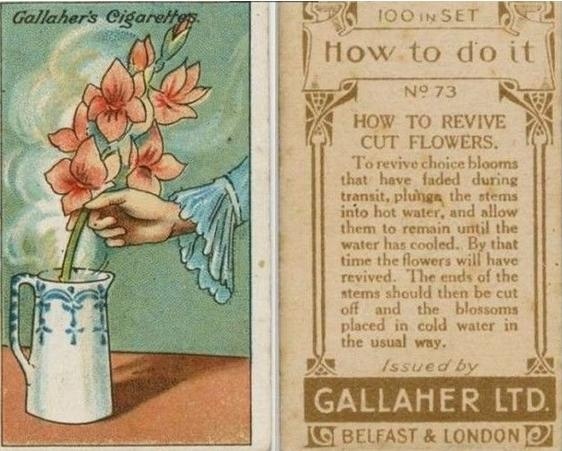 Gallaher's Cigarettes.
100 IN SET
How to do it
Nº 73
HOW TO REVIVE
CUT FLOWERS.
To revive choice blooms
that have faded during
transit, plunge the stems
into hot water, and allow
them to remain until the
water has cooled. By that
time the flowers will have
revived. The ends of the
stems should then be cut
off and the blossoms
placed in cold water in
the usual way.
Issued by
GALLAHER LTD.
BELFAST & LONDON